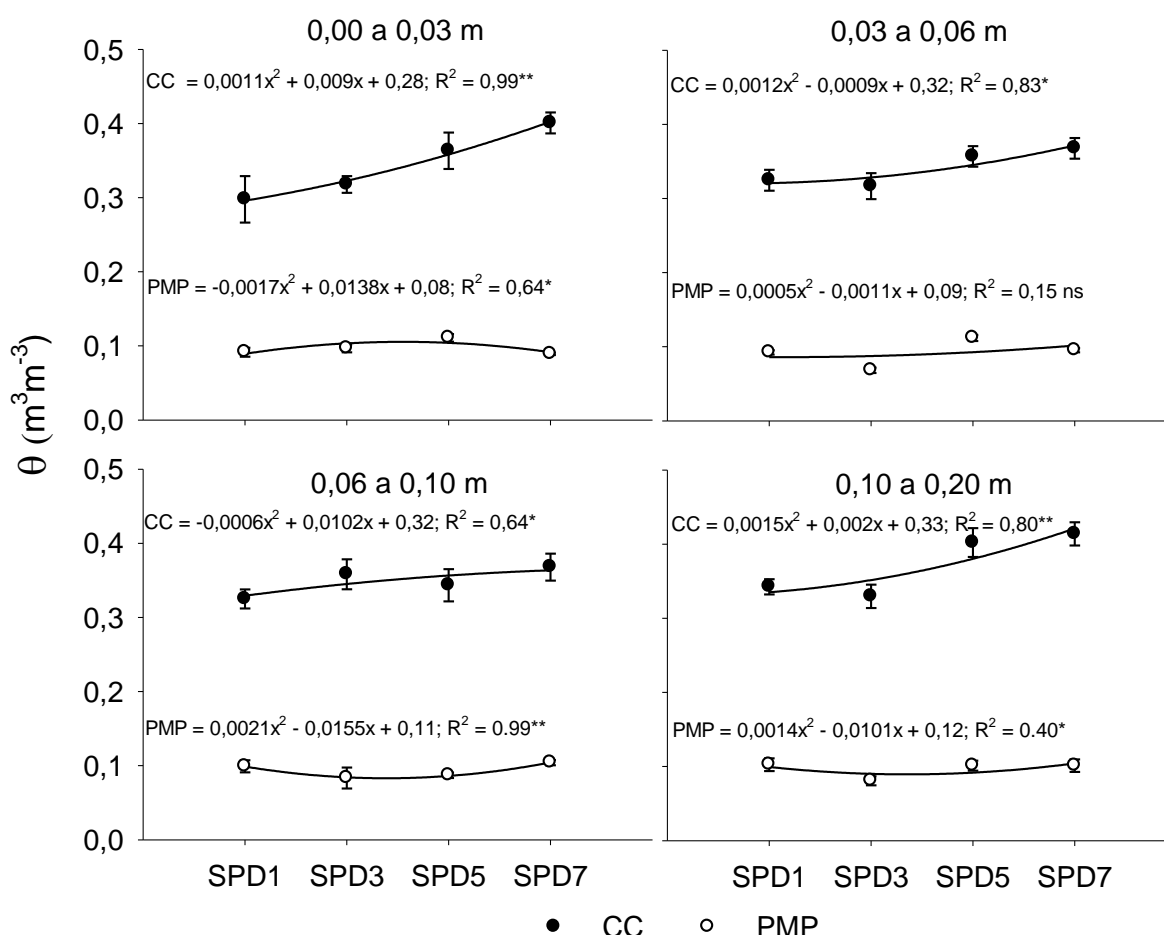 0,00 a 0,03 m
0,5
CC = 0,0011x² + 0,009x + 0,28; R² = 0,99**
0,4
0,3
0,2
PMP = -0,0017x² + 0,0138x + 0,08; R² = 0,64*
0,1
0,0
0,03 a 0,06 m
CC = 0,0012x² - 0,0009x + 0,32; R² = 0,83*
PMP = 0,0005x² - 0,0011x + 0,09; R² = 0,15 ns
θ (m³m⁻³)
0,06 a 0,10 m
0,5
CC = -0,0006x² + 0,0102x + 0,32; R² = 0,64*
0,4
0,3
0,2
PMP = 0,0021x² - 0,0155x + 0,11; R² = 0.99**
0,1
0,0
SPD1 SPD3 SPD5 SPD7
0,10 a 0,20 m
CC = 0,0015x² + 0,002x + 0,33; R² = 0,80**
PMP = 0,0014x² - 0,0101x + 0,12; R² = 0.40*
SPD1 SPD3 SPD5 SPD7
CC PMP